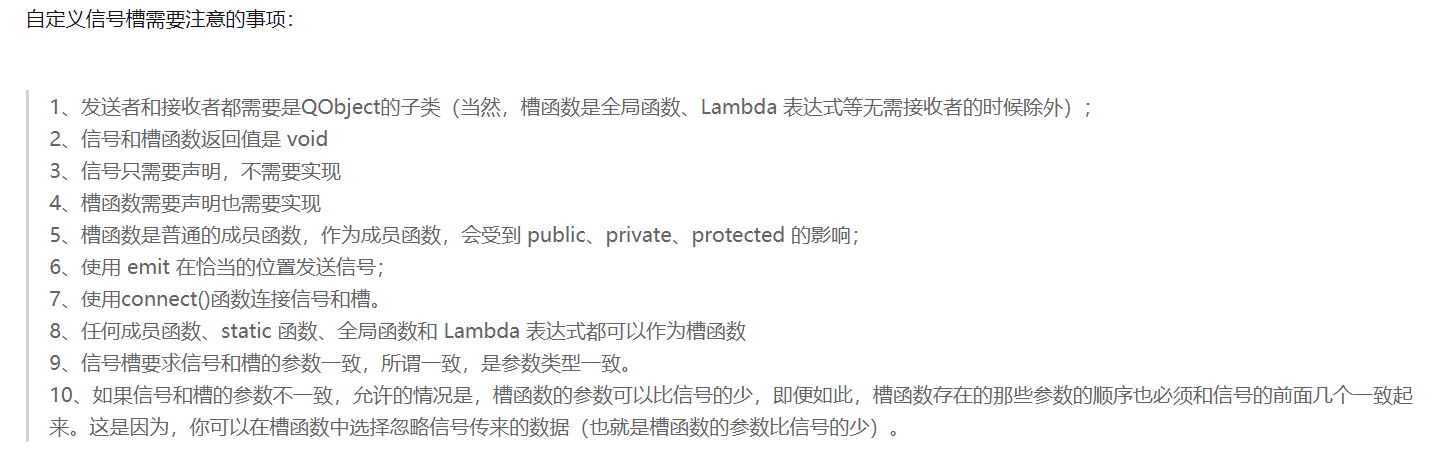 自定义信号槽需要注意的事项：
1、发送者和接收者都需要是QObject的子类（当然，槽函数是全局函数、Lambda 表达式等无需接收者的时候除外）；
2、信号和槽函数返回值是 void
3、信号只需要声明，不需要实现
4、槽函数需要声明也需要实现
5、槽函数是普通的成员函数，作为成员函数，会受到 public、private、protected 的影响；
6、使用 emit 在恰当的位置发送信号；
7、使用connect()函数连接信号和槽。
8、任何成员函数、static 函数、全局函数和 Lambda 表达式都可以作为槽函数
9、信号槽要求信号和槽的参数一致，所谓一致，是参数类型一致。
10、如果信号和槽的参数不一致，允许的情况是，槽函数的参数可以比信号的少，即便如此，槽函数存在的那些参数的顺序也必须和信号的前面几个一致起
来。这是因为，你可以在槽函数中选择忽略信号传来的数据（也就是槽函数的参数比信号的少）。